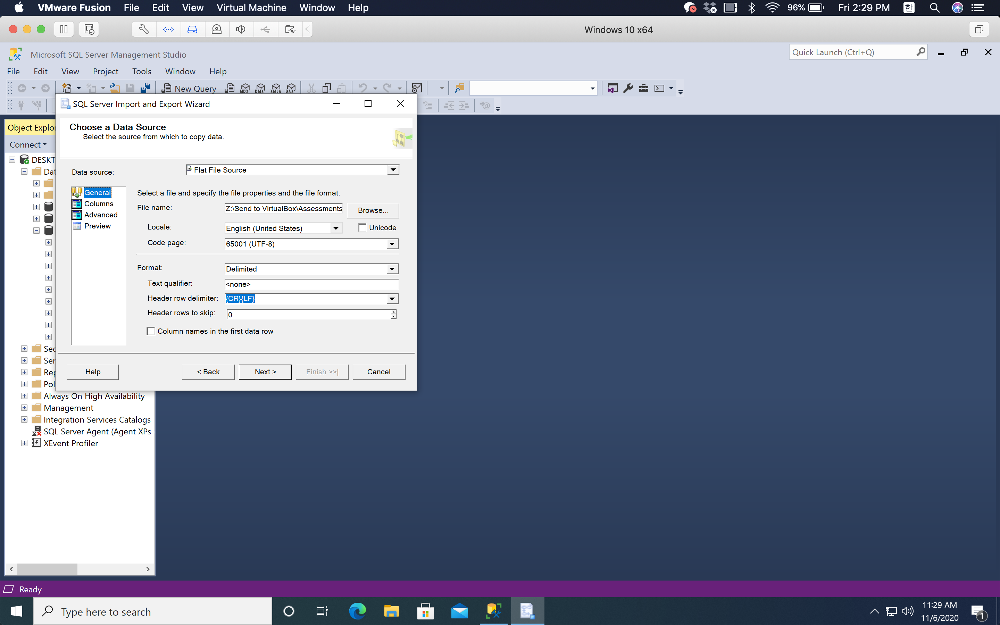 VMware Fusion File Edit View Virtual Machine Window Help 96% Fri 2:29 PM 한
Windows 10 x64
Microsoft SQL Server Management Studio
Quick Launch (Ctrl+Q)
File Edit View Project Tools Window Help
New Query MDX DMX XMLA DAX
SQL Server Import and Export Wizard
Choose a Data Source
Select the source from which to copy data.
Object Explo
Connect
DESKT
Dat
Data source: Flat File Source
General
Columns
Advanced
Preview
Select a file and specify the file properties and the file format.
File name: Z:\Send to VirtualBox\Assessments Browse...
Locale: English (United States) Unicode
Code page: 65001 (UTF-8)
Format: Delimited
Text qualifier: <none>
Header row delimiter: {CR}{LF}
Header rows to skip: 0
Column names in the first data row
Help < Back Next > Finish >>| Cancel
Sec
Ser
Rep
Pol
Always On High Availability
Management
Integration Services Catalogs
SQL Server Agent (Agent XPs
XEvent Profiler
Ready
Type here to search
11:29 AM
11/6/2020
1